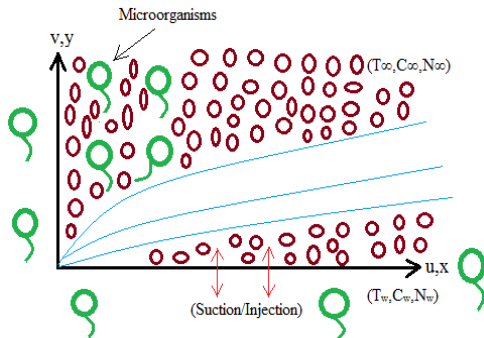 Microorganisms
v,y
(T∞,C∞,N∞)
u,x
(Suction/Injection)
(Tw,Cw,Nw)